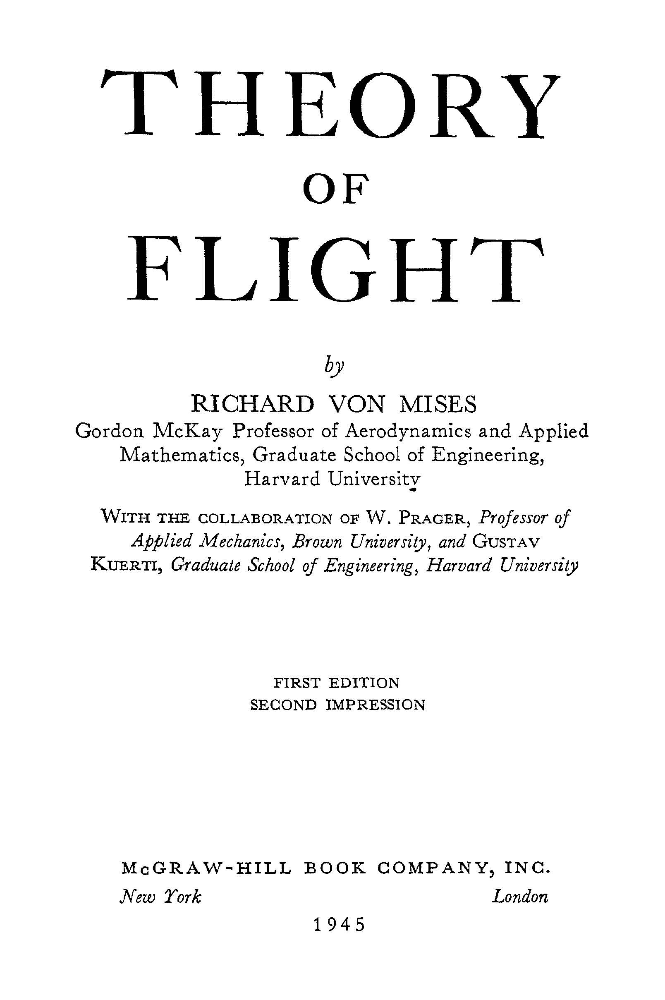 THEORY
OF
FLIGHT
by
RICHARD VON MISES
Gordon McKay Professor of Aerodynamics and Applied
Mathematics, Graduate School of Engineering,
Harvard University
WITH THE COLLABORATION OF W. PRAGER, Professor of
Applied Mechanics, Brown University, and GUSTAV
KUERTI, Graduate School of Engineering, Harvard University
FIRST EDITION
SECOND IMPRESSION
McGRAW-HILL BOOK COMPANY, INC.
New York London
1945